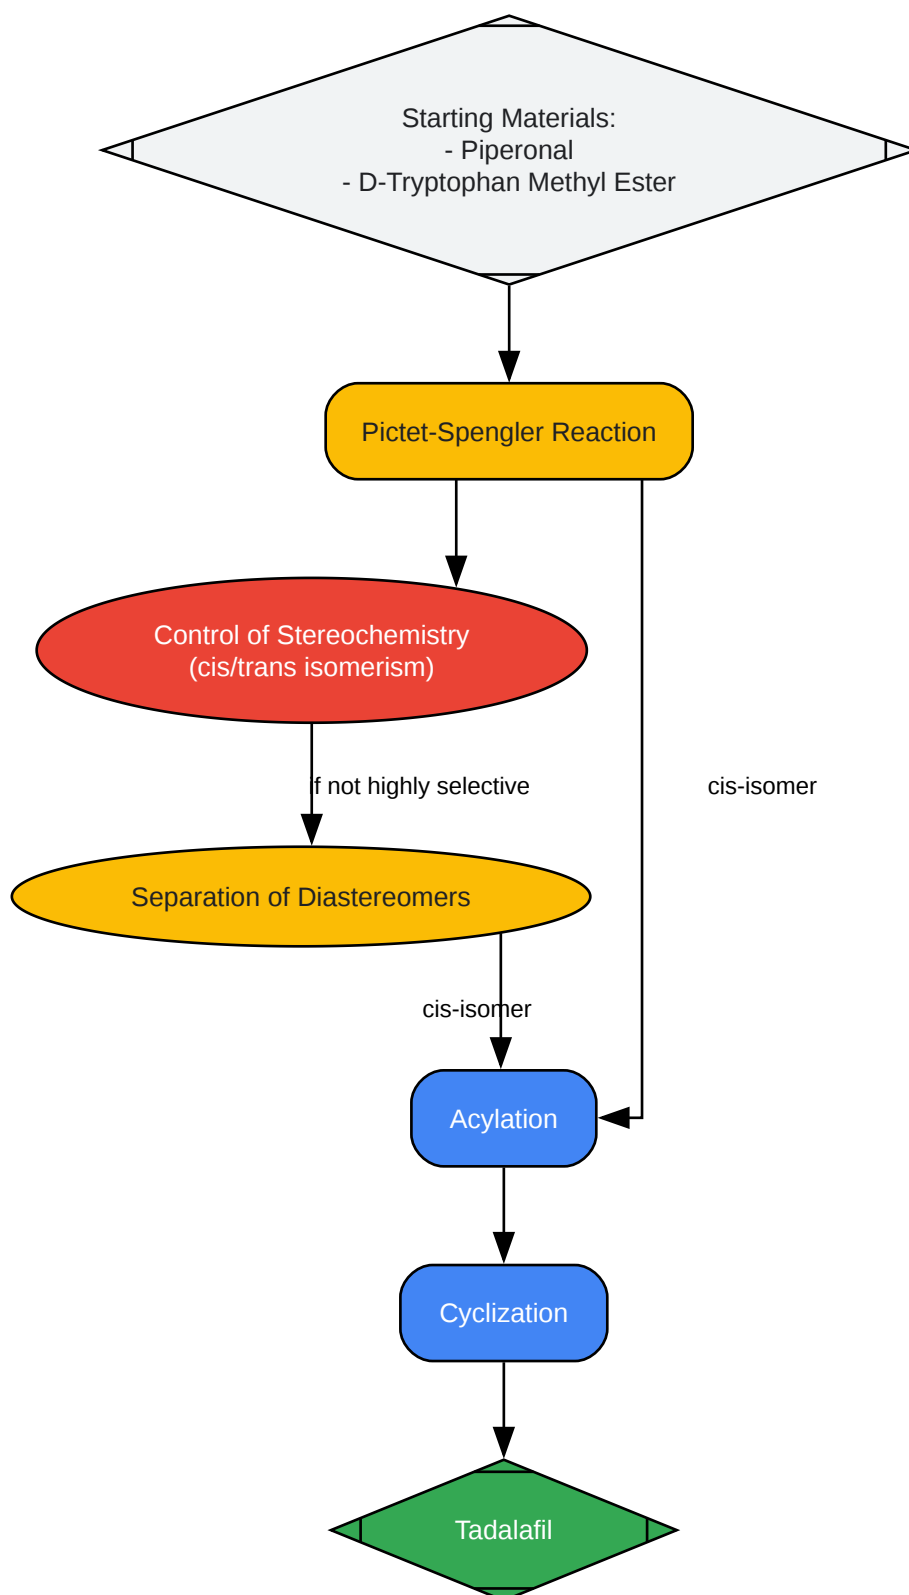 Starting Materials:
- Piperonal
- D-Tryptophan Methyl Ester
Pictet-Spengler Reaction
Control of Stereochemistry
(cis/trans isomerism)
if not highly selective
cis-isomer
Separation of Diastereomers
cis-isomer
Acylation
Cyclization
Tadalafil